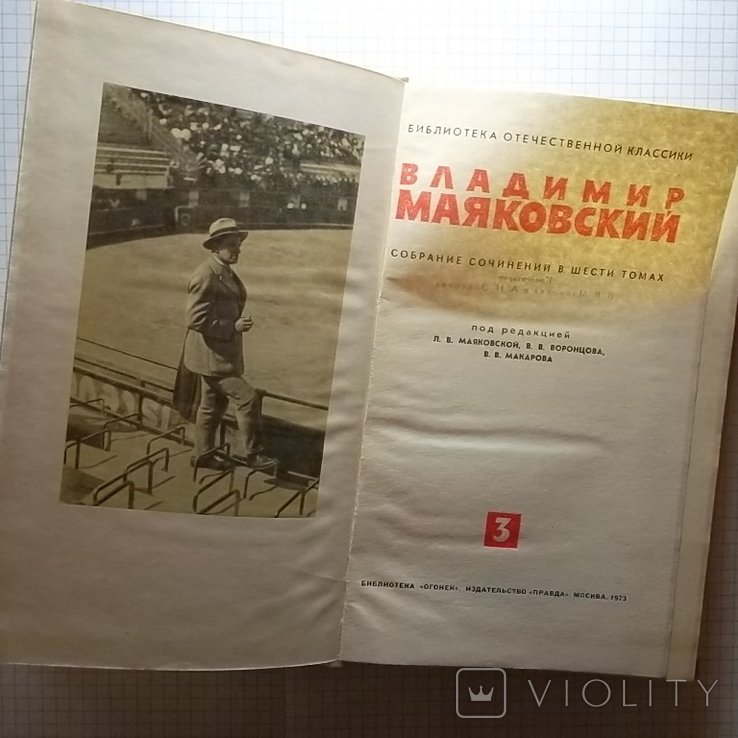 БИБЛИОТЕКА ОТЕЧЕСТВЕННОЙ КЛАССИКИ
ВЛАДИМИР
МАЯКОВСКИЙ
СОБРАНИЕ СОЧИНЕНИЙ В ШЕСТИ ТОМАХ
под редакцией
Л. В. МАЯКОВСКОЙ, В. В. ВОРОНЦОВА,
В. В. МАКАРОВА
3
БИБЛИОТЕКА «ОГОНЕК». ИЗДАТЕЛЬСТВО «ПРАВДА». МОСКВА. 1973
VIOLITY